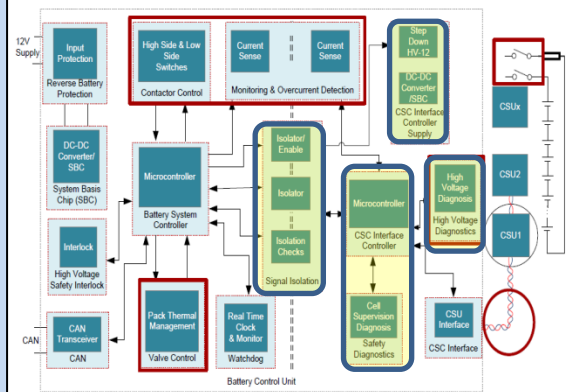 12V
Supply
Input
Protection
Reverse Battery
Protection
High Side & Low
Side
Switches
Contactor Control
Current
Sense
Current
Sense
Monitoring & Overcurrent Detection
Step
Down
HV-12
DC-DC
Converter
/SBC
CSC Interface
Controller
Supply
DC-DC
Converter/
SBC
System Basis
Chip (SBC)
Microcontroller
Battery System
Controller
Isolator/
Enable
Isolator
Isolation
Checks
Signal Isolation
Microcontroller
CSC Interface
Controller
Cell
Supervision
Diagnosis
Safety
Diagnostics
High
Voltage
Diagnosis
High Voltage
Diagnostics
CSUx
CSU2
CSU1
Interlock
High Voltage
Safety Interlock
CAN
CAN
Transceiver
CAN
Pack Thermal
Management
Valve Control
Real Time
Clock
& Monitor
Watchdog
CSU
Interface
CSC Interface
Battery Control Unit